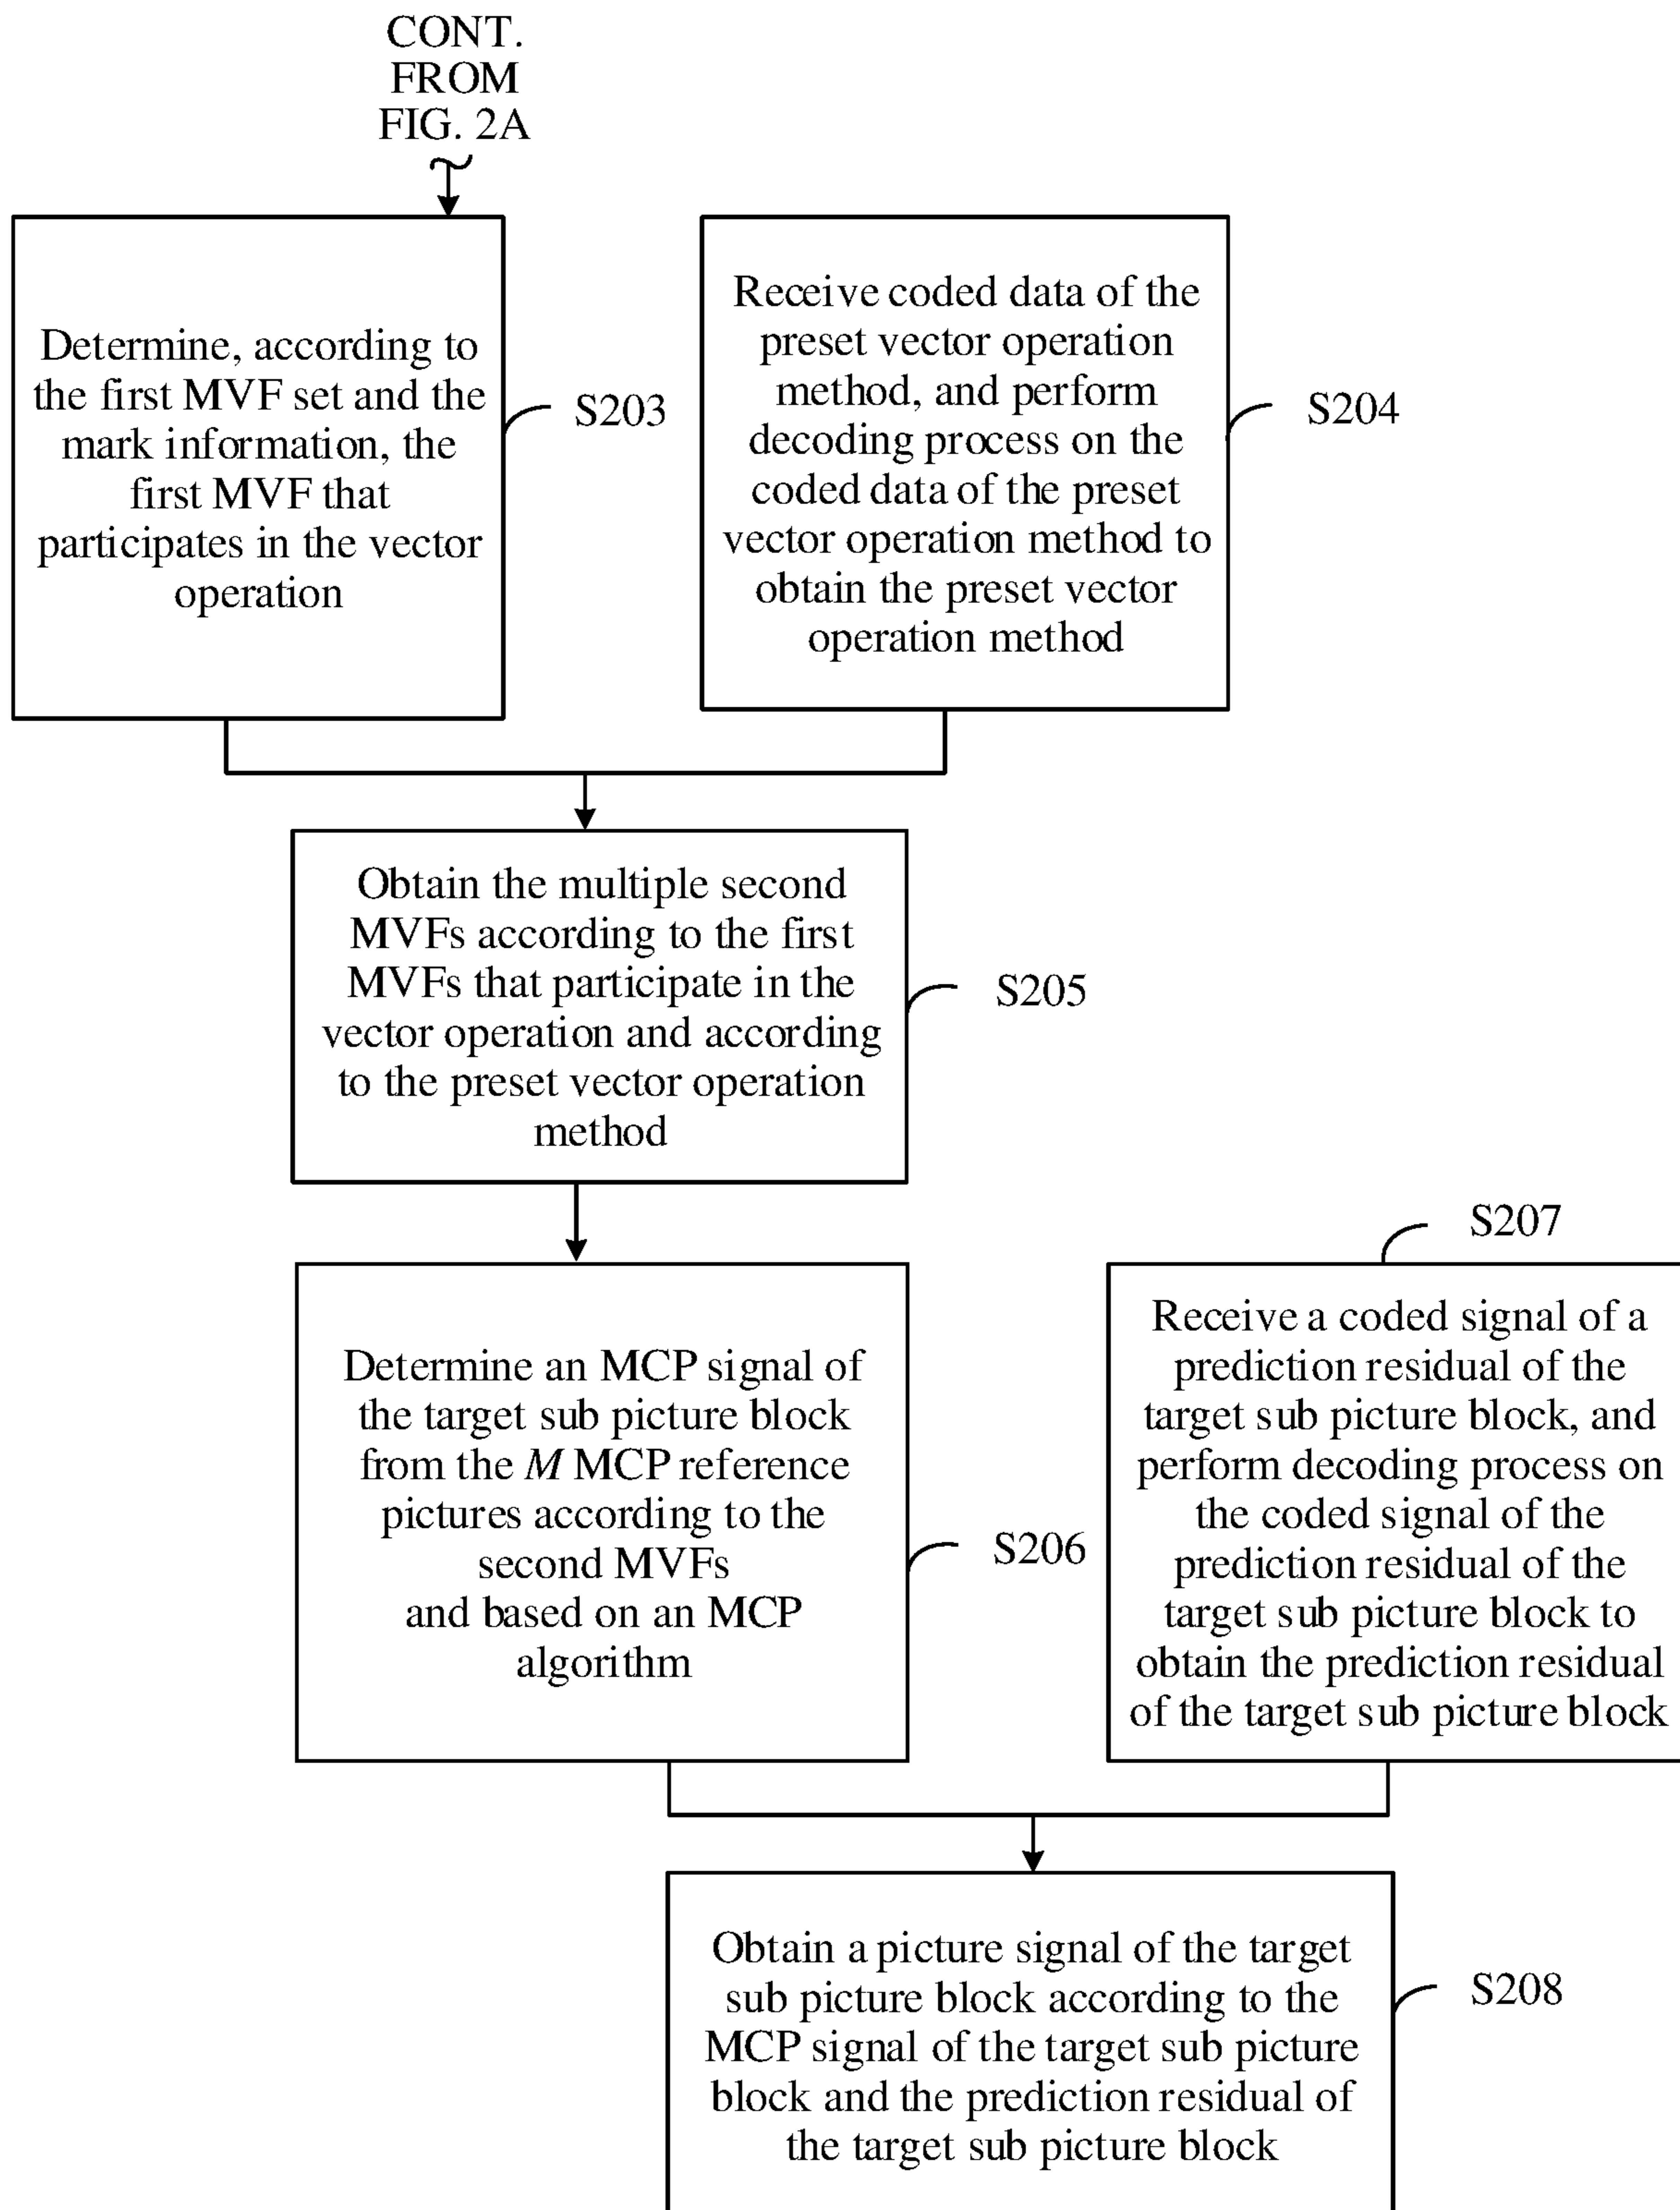 CONT.
FROM
FIG. 2A
Determine, according to
the first MVF set and the
mark information, the
first MVF that
participates in the vector
operation
S203
Receive coded data of the
preset vector operation
method, and perform
decoding process on the
coded data of the preset
vector operation method to
obtain the preset vector
operation method
S204
Obtain the multiple second
MVFs according to the first
MVFs that participate in the
vector operation and according
to the preset vector operation
method
S205
Determine an MCP signal of
the target sub picture block
from the M MCP reference
pictures according to the
second MVFs
and based on an MCP
algorithm
S206
S207
Receive a coded signal of a
prediction residual of the
target sub picture block, and
perform decoding process on
the coded signal of the
prediction residual of the
target sub picture block to
obtain the prediction residual
of the target sub picture block
Obtain a picture signal of the target
sub picture block according to the
MCP signal of the target sub picture
block and the prediction residual of
the target sub picture block
S208